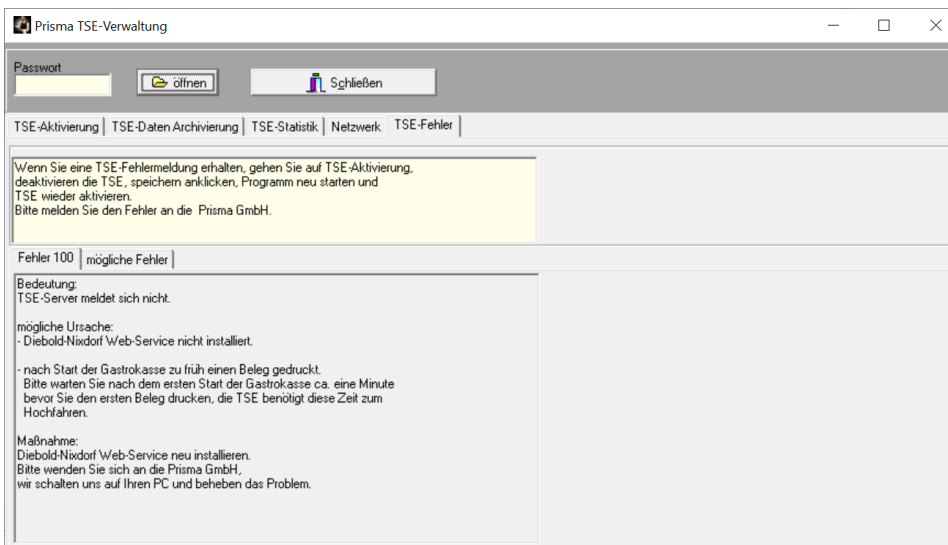 Prisma TSE-Verwaltung
Passwort
öffnen
Schließen
TSE-Aktivierung
TSE-Daten Archivierung
TSE-Statistik
Netzwerk
TSE-Fehler
Wenn Sie eine TSE-Fehlermeldung erhalten, gehen Sie auf TSE-Aktivierung,
deaktivieren die TSE, speichern anklicken, Programm neu starten und
TSE wieder aktivieren.
Bitte melden Sie den Fehler an die  Prisma GmbH.
Fehler 100
mögliche Fehler
Bedeutung:
TSE-Server meldet sich nicht.
mögliche Ursache:
- Diebold-Nixdorf Web-Service nicht installiert.
- nach Start der Gastrokasse zu früh einen Beleg gedruckt.
Bitte warten Sie nach dem ersten Start der Gastrokasse ca. eine Minute
bevor Sie den ersten Beleg drucken, die TSE benötigt diese Zeit zum
Hochfahren.
Maßnahme:
Diebold-Nixdorf Web-Service neu installieren.
Bitte wenden Sie sich an die Prisma GmbH,
wir schalten uns auf Ihren PC und beheben das Problem.